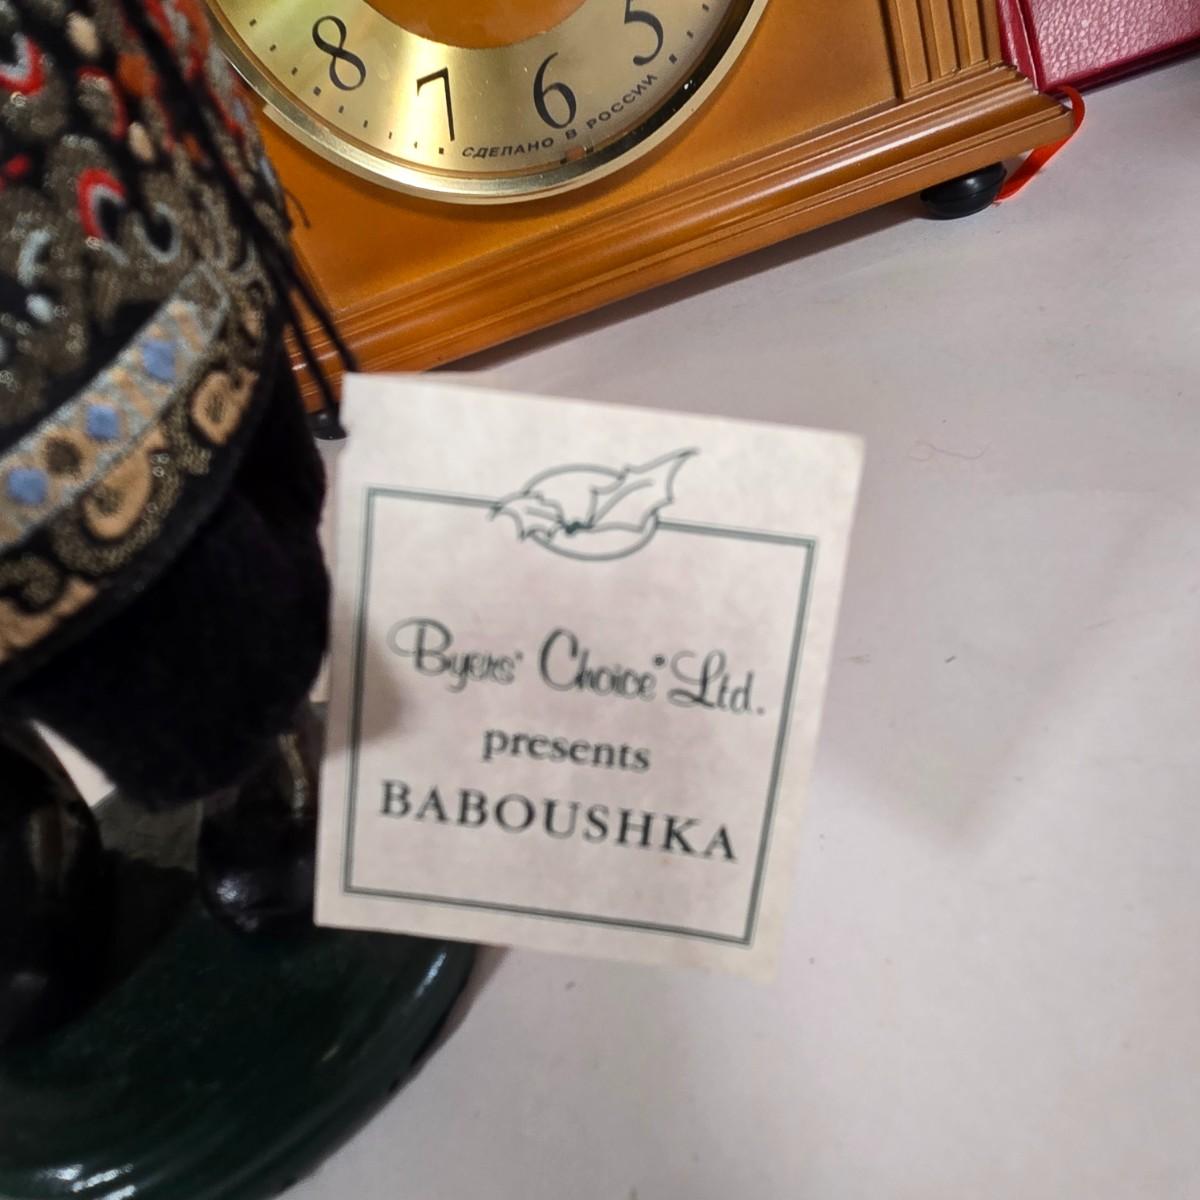 8 7 6 5
СДЕЛАНО В РОССИИ
Byers' Choice® Ltd.
presents
BABOUSHKA